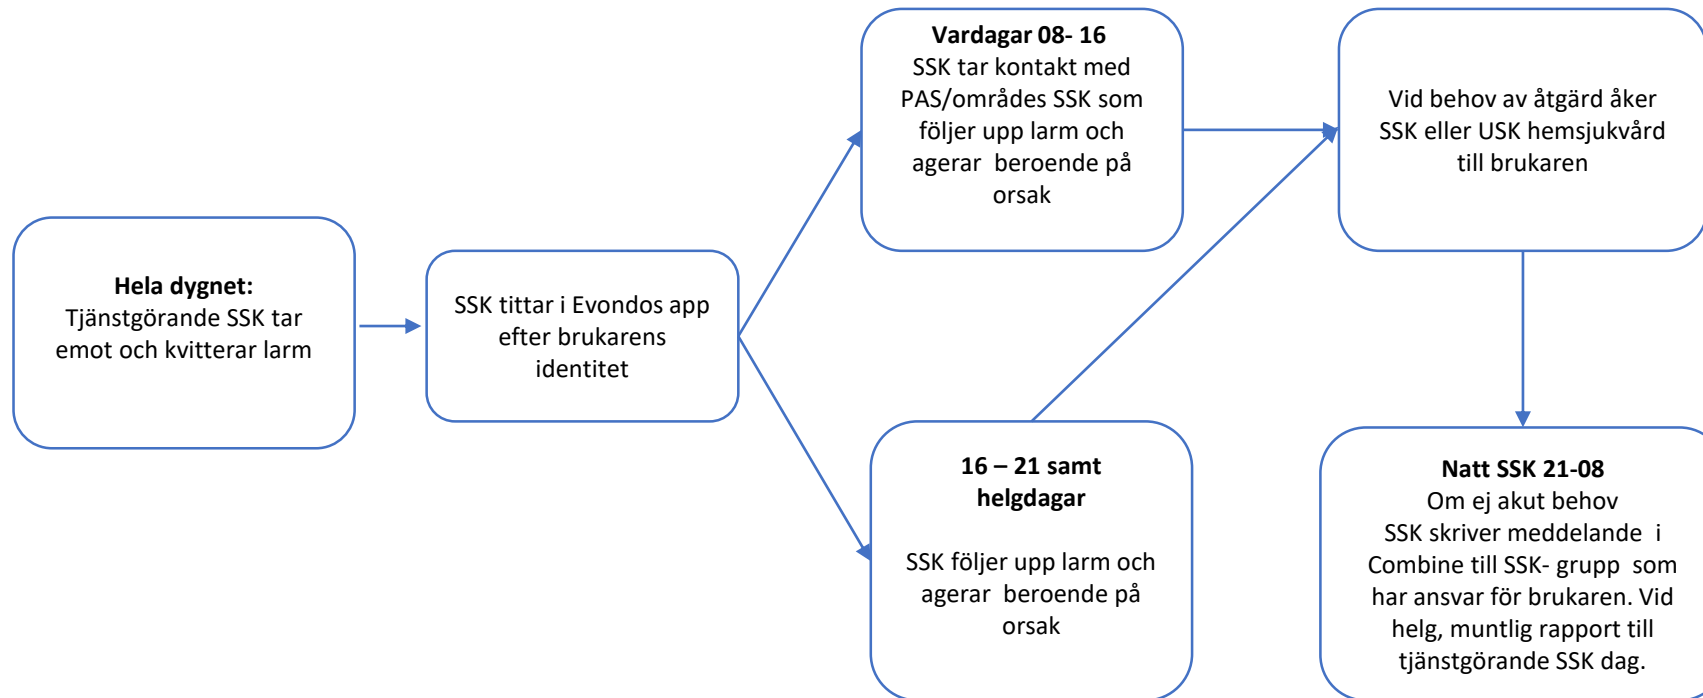 Hela dygnet:
Tjänstgörande SSK tar
emot och kvitterar larm
SSK tittar i Evondos app
efter brukarens
identitet
Vardagar 08- 16
SSK tar kontakt med
PAS/områdes SSK som
följer upp larm och
agerar beroende på
orsak
16 – 21 samt
helgdagar
SSK följer upp larm och
agerar beroende på
orsak
Vid behov av åtgärd åker
SSK eller USK hemsjukvård
till brukaren
Natt SSK 21-08
Om ej akut behov
SSK skriver meddelande i
Combine till SSK- grupp som
har ansvar för brukaren. Vid
helg, muntlig rapport till
tjänstgörande SSK dag.